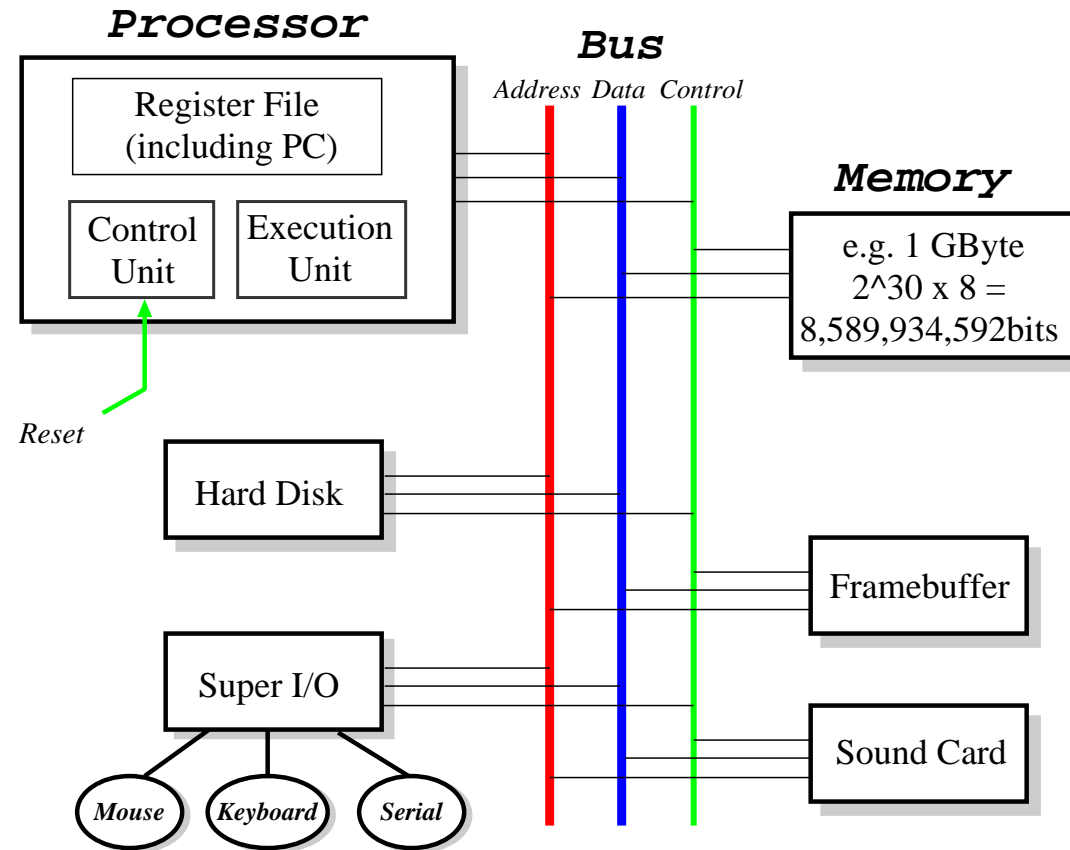 Processor
Bus
Address Data Control
Register File
(including PC)
Control
Unit
Execution
Unit
Memory
e.g. 1 GByte
2^30 x 8 =
8,589,934,592bits
Reset
Hard Disk
Framebuffer
Super I/O
Sound Card
Mouse
Keyboard
Serial